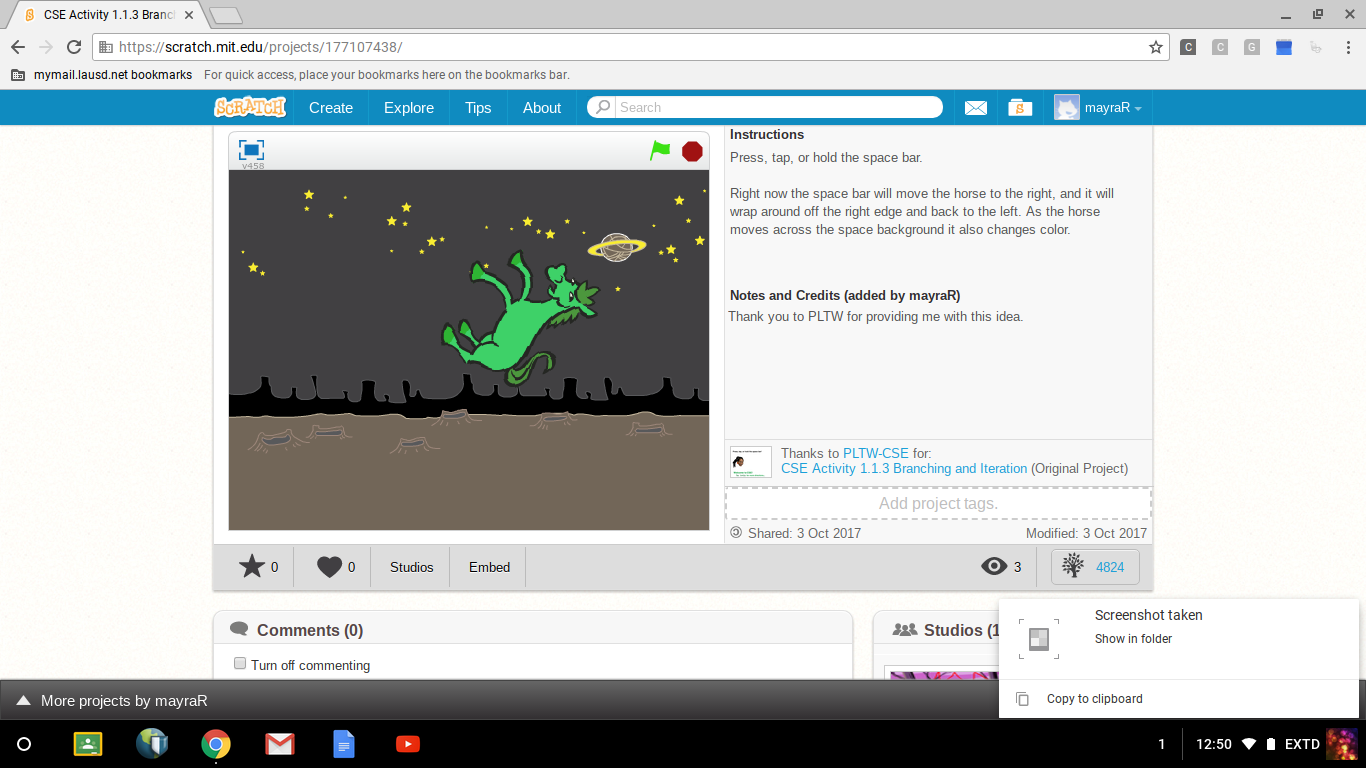 CSE Activity 1.1.3 Branch
https://scratch.mit.edu/projects/177107438/
C C G
mymail.lausd.net bookmarks For quick access, place your bookmarks here on the bookmarks bar.
SCRATCH Create Explore Tips About Search mayraR
v458
Instructions
Press, tap, or hold the space bar.
Right now the space bar will move the horse to the right, and it will
wrap around off the right edge and back to the left. As the horse
moves across the space background it also changes color.
Notes and Credits (added by mayraR)
Thank you to PLTW for providing me with this idea.
Thanks to PLTW-CSE for:
CSE Activity 1.1.3 Branching and Iteration (Original Project)
Add project tags.
Shared: 3 Oct 2017 Modified: 3 Oct 2017
0 0 Studios Embed 3 4824
Comments (0)
Studios (1
Turn off commenting
Screenshot taken
Show in folder
Copy to clipboard
More projects by mayraR
1 12:50 EXTD